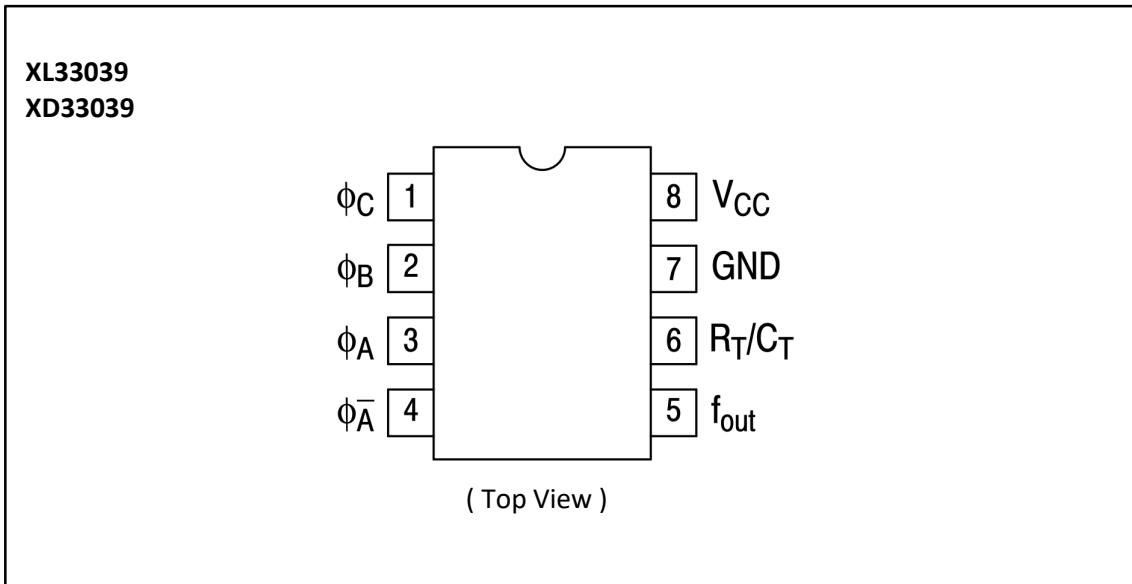 XL33039
XD33039
ϕC 1 8 VCC
ϕB 2 7 GND
ϕA 3 6 RT/CT
ϕA̅ 4 5 fout
( Top View )